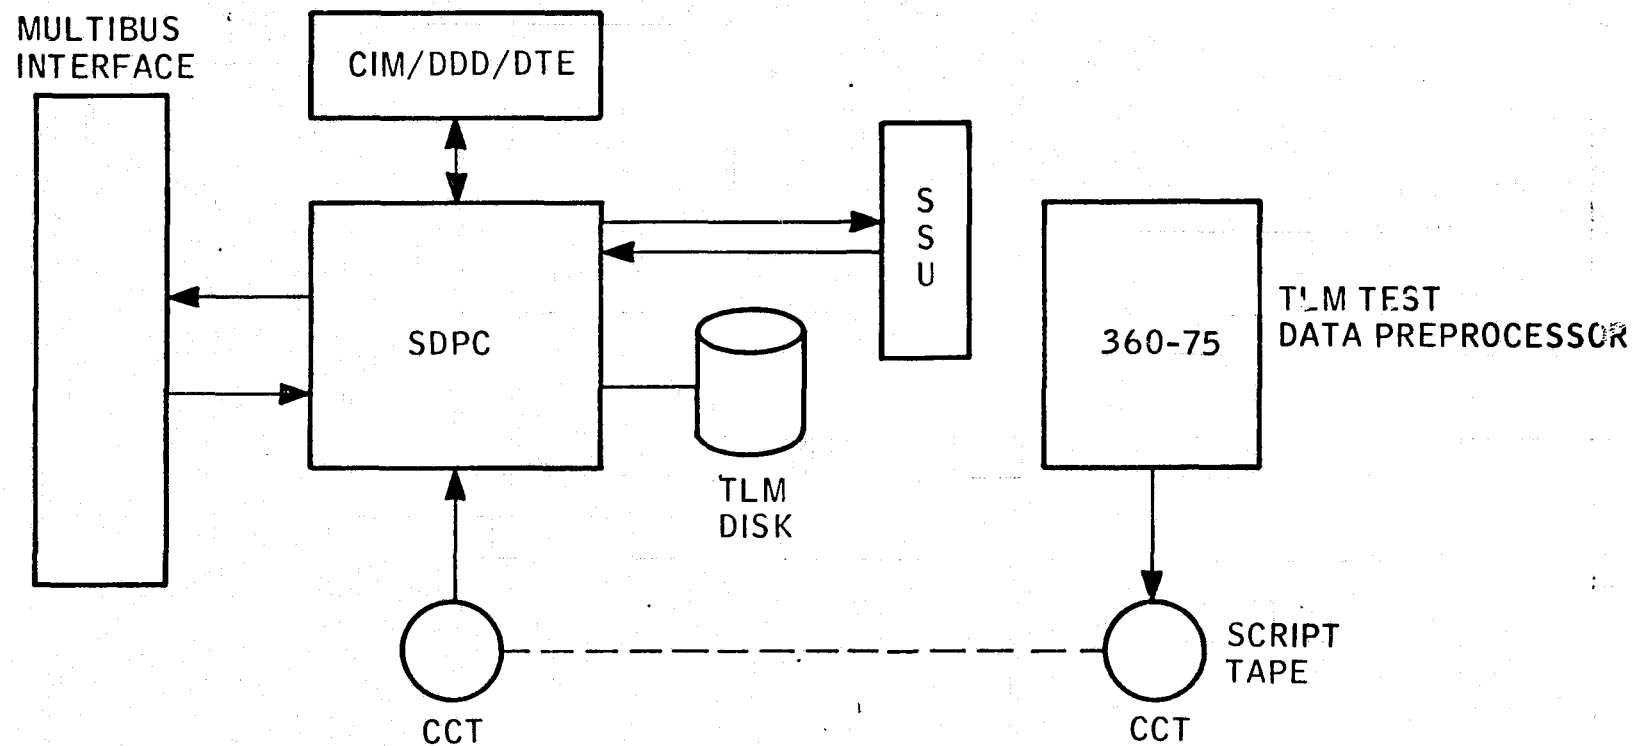 MULTIBUS
INTERFACE
CIM/DDD/DTE
S
S
U
SDPC
360-75
TLM TEST
DATA PREPROCESSOR
TLM
DISK
SCRIPT
TAPE
CCT
CCT